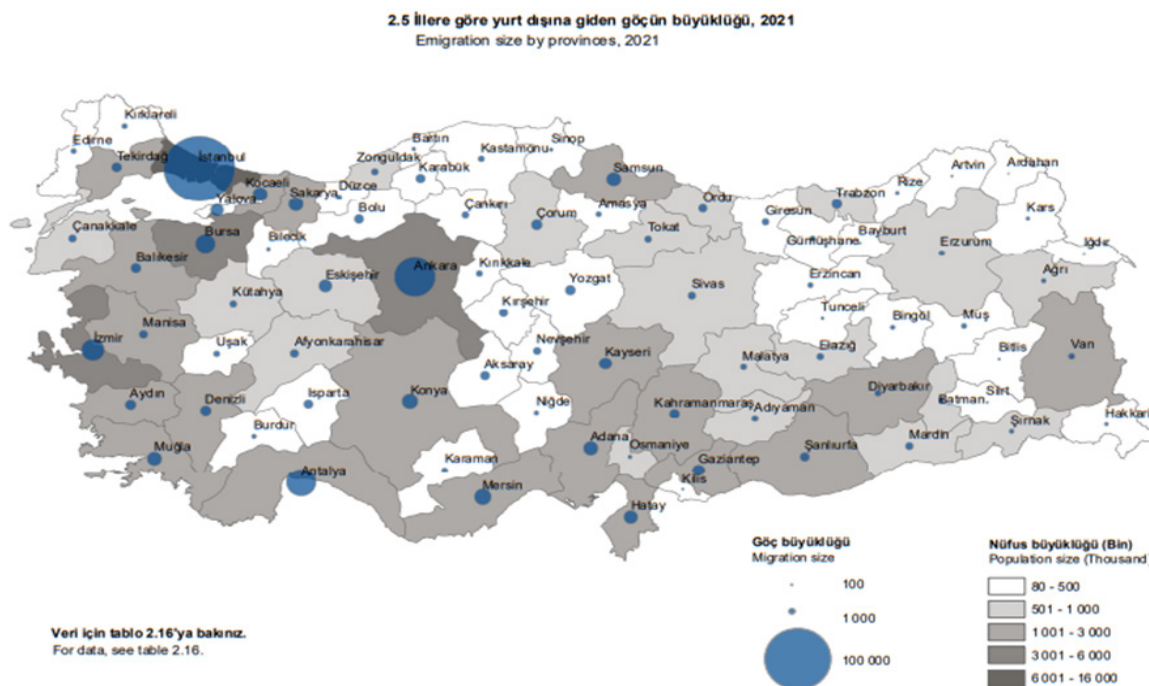 2.5 İllere göre yurt dışına giden göçün büyüklüğü, 2021
Emigration size by provinces, 2021
Kırklareli
Edirne
Tekirdağ
İstanbul
Kocaeli
Yalova
Sakarya
Düzce
Zonguldak
Bartın
Karabük
Kastamonu
Sinop
Samsun
Bolu
Çankırı
Çorum
Amasya
Ordu
Giresun
Trabzon
Rize
Artvin
Ardahan
Kars
Gümüşhane
Bayburt
Erzurum
Iğdır
Ağrı
Çanakkale
Bursa
Bilecik
Balıkesir
Eskişehir
Ankara
Kırıkkale
Tokat
Yozgat
Sivas
Erzincan
Tunceli
Bingöl
Muş
Kütahya
Kırşehir
Manisa
İzmir
Uşak
Afyonkarahisar
Nevşehir
Aksaray
Kayseri
Malatya
Elazığ
Bitlis
Van
Aydın
Denizli
Isparta
Konya
Niğde
Kahramanmaraş
Adıyaman
Diyarbakır
Batman
Siirt
Şırnak
Hakkari
Burdur
Muğla
Antalya
Karaman
Mersin
Adana
Osmaniye
Gaziantep
Kilis
Şanlıurfa
Mardin
Hatay
Göç büyüklüğü
Migration size
100
1 000
100 000
Nüfus büyüklüğü (Bin)
Population size (Thousand)
80 - 500
501 - 1 000
1 001 - 3 000
3 001 - 6 000
6 001 - 16 000
Veri için tablo 2.16'ya bakınız.
For data, see table 2.16.